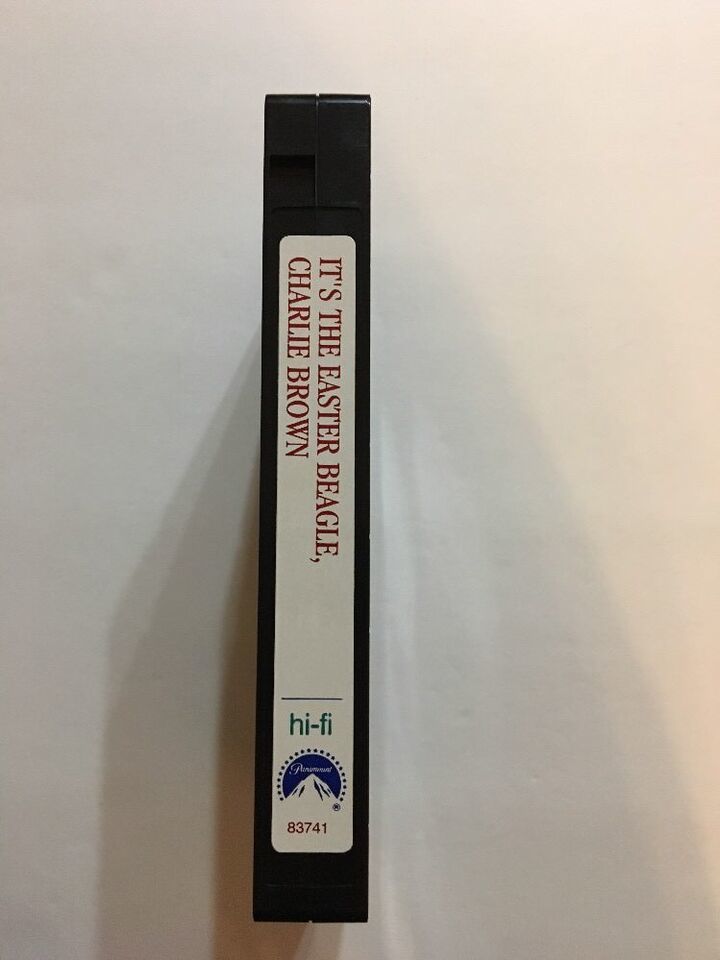 IT'S THE EASTER BEAGLE,
CHARLIE BROWN
hi-fi
Paramount
®
83741